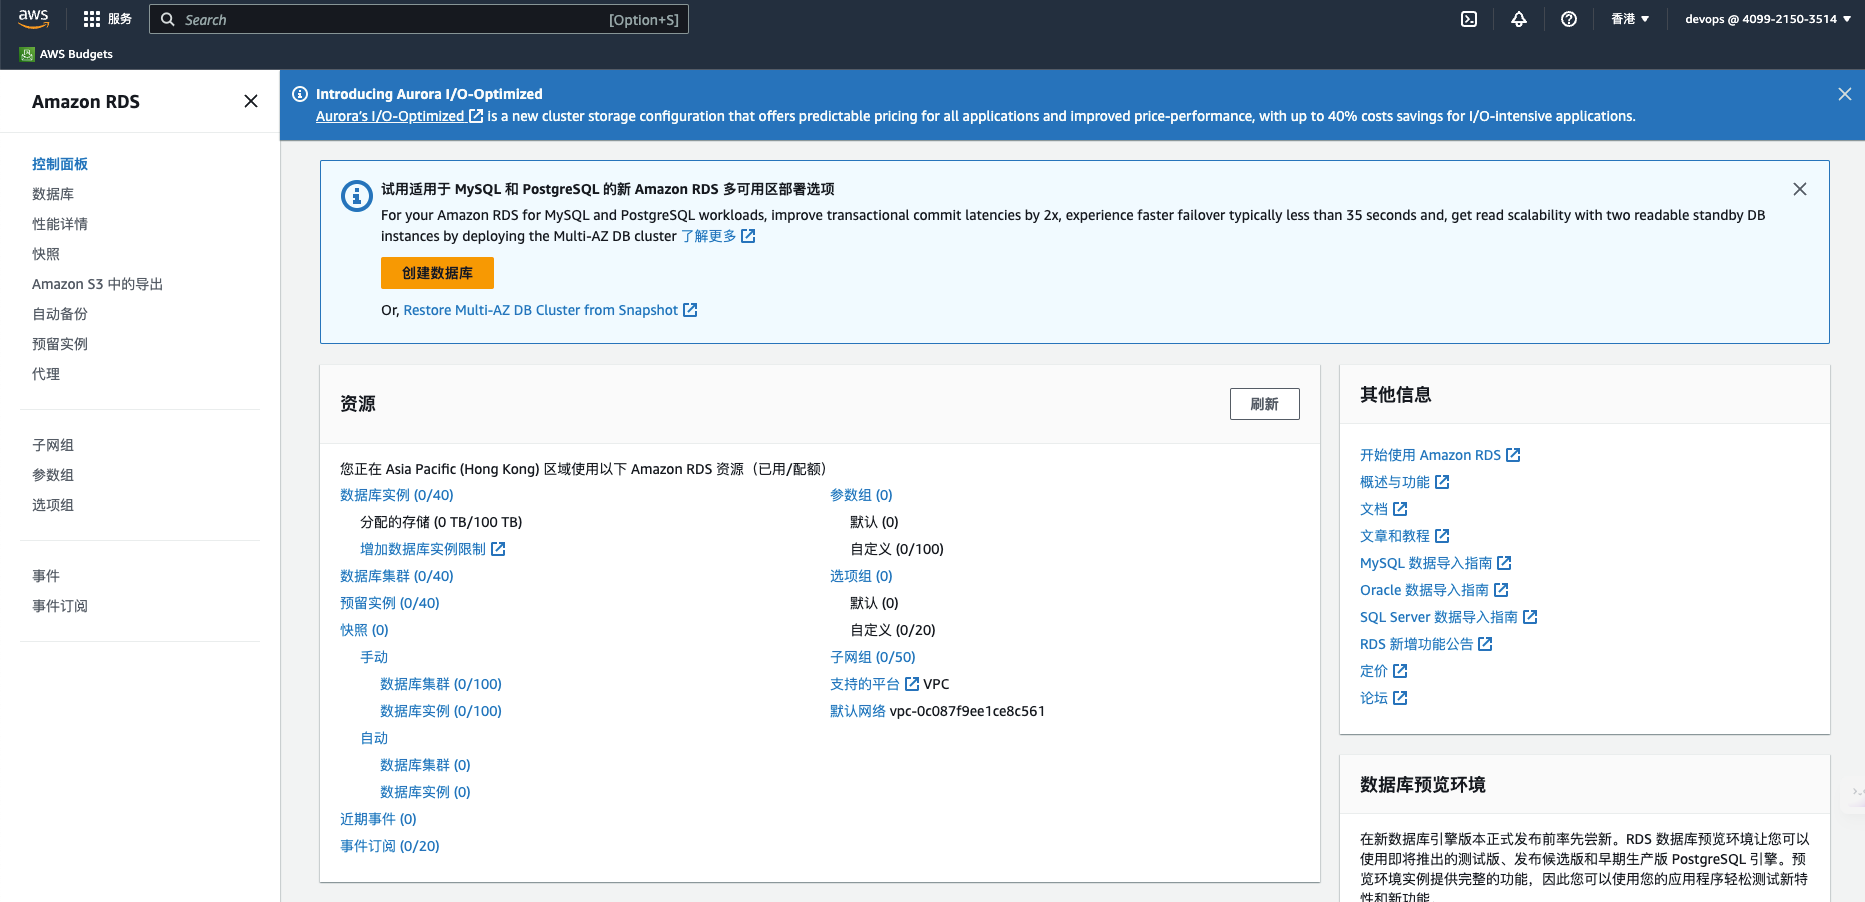 aws
服务
Search
[Option+S]
香港
devops @ 4099-2150-3514
AWS Budgets
Amazon RDS
控制面板
数据库
性能详情
快照
Amazon S3 中的导出
自动备份
预留实例
代理
子网组
参数组
选项组
事件
事件订阅
Introducing Aurora I/O-Optimized
Aurora's I/O-Optimized is a new cluster storage configuration that offers predictable pricing for all applications and improved price-performance, with up to 40% costs savings for I/O-intensive applications.
试用适用于 MySQL 和 PostgreSQL 的新 Amazon RDS 多可用区部署选项
For your Amazon RDS for MySQL and PostgreSQL workloads, improve transactional commit latencies by 2x, experience faster failover typically less than 35 seconds and, get read scalability with two readable standby DB
instances by deploying the Multi-AZ DB cluster 了解更多
创建数据库
Or, Restore Multi-AZ DB Cluster from Snapshot
资源
刷新
您正在 Asia Pacific (Hong Kong) 区域使用以下 Amazon RDS 资源（已用/配额）
数据库实例 (0/40)
分配的存储 (0 TB/100 TB)
增加数据库实例限制
数据库集群 (0/40)
预留实例 (0/40)
快照 (0)
手动
数据库集群 (0/100)
数据库实例 (0/100)
自动
数据库集群 (0)
数据库实例 (0)
近期事件 (0)
事件订阅 (0/20)
参数组 (0)
默认 (0)
自定义 (0/100)
选项组 (0)
默认 (0)
自定义 (0/20)
子网组 (0/50)
支持的平台 VPC
默认网络 vpc-0c087f9ee1ce8c561
其他信息
开始使用 Amazon RDS
概述与功能
文档
文章和教程
MySQL 数据导入指南
Oracle 数据导入指南
SQL Server 数据导入指南
RDS 新增功能公告
定价
论坛
数据库预览环境
在新数据库引擎版本正式发布前率先尝新。RDS 数据库预览环境让您可以
使用即将推出的测试版、发布候选版和早期生产版 PostgreSQL 引擎。预
览环境实例提供完整的功能，因此您可以使用您的应用程序轻松测试新特
性和新功能